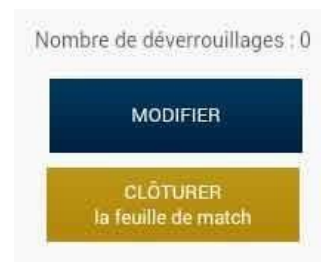 Nombre de déverrouillages : 0
MODIFIER
CLÔTURER
la feuille de match